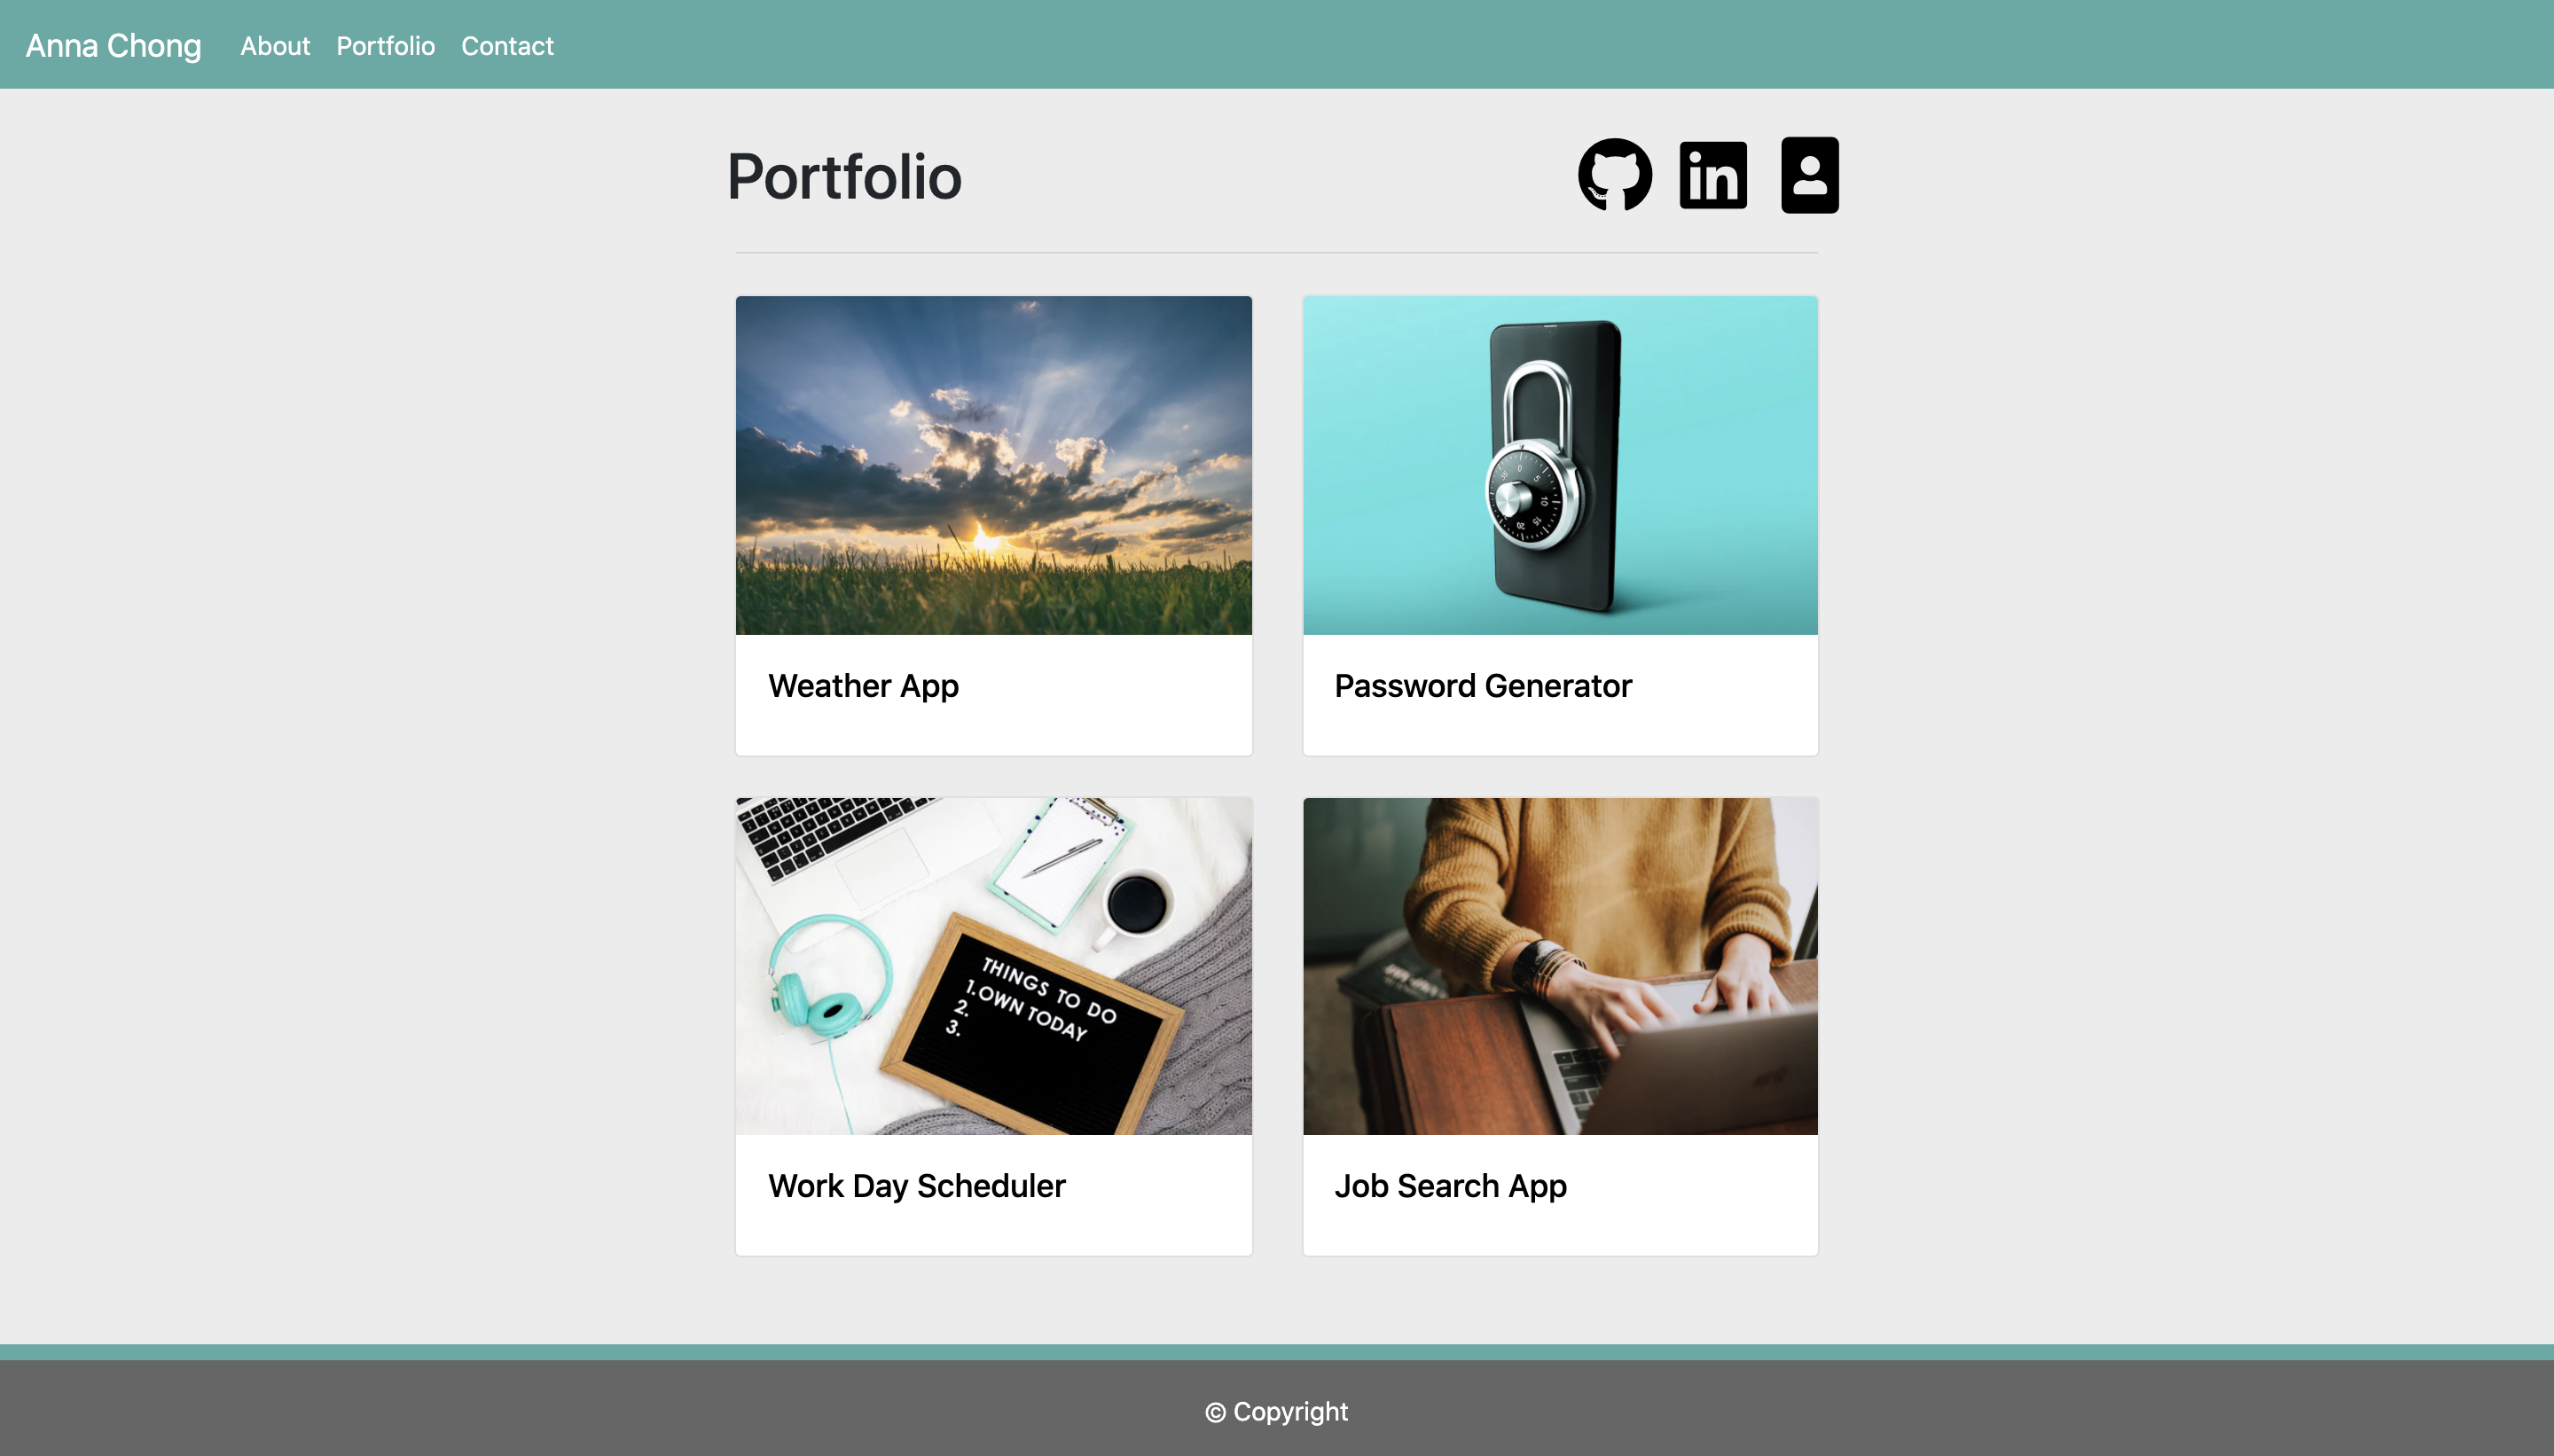 Anna Chong About Portfolio Contact
Portfolio
in
Weather App
Password Generator
THINGS TO DO
1.OWN TODAY
2.
3.
Work Day Scheduler
Job Search App
© Copyright